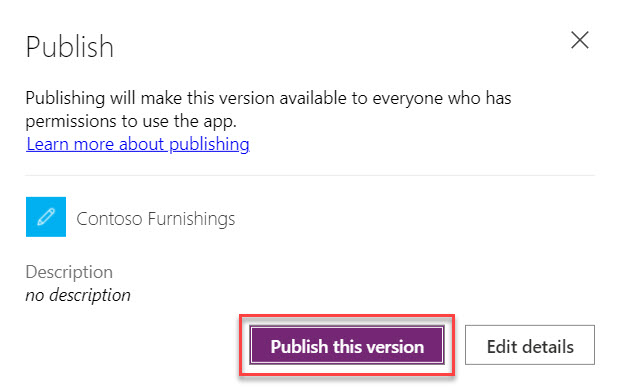 Publish
Publishing will make this version available to everyone who has
permissions to use the app.
Learn more about publishing
Contoso Furnishings
Description
no description
Publish this version
Edit details